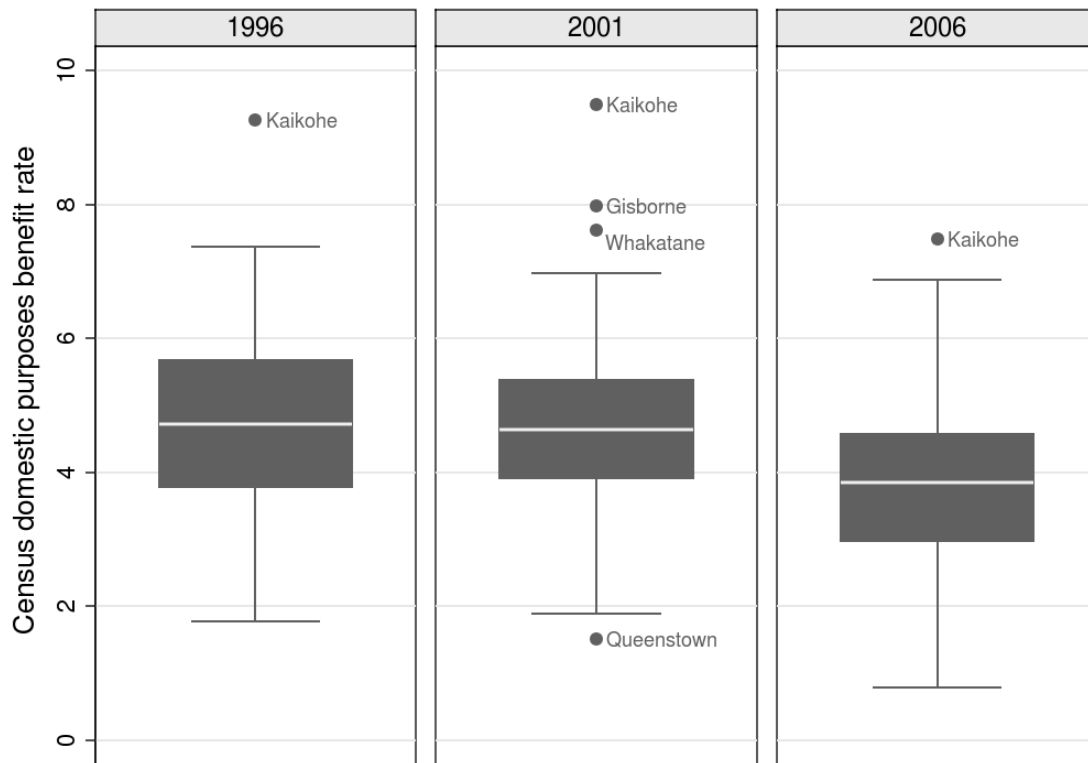 1996
2001
2006
Census domestic purposes benefit rate
10
8
6
4
2
0
Kaikohe
Kaikohe
Gisborne
Whakatane
Queenstown
Kaikohe